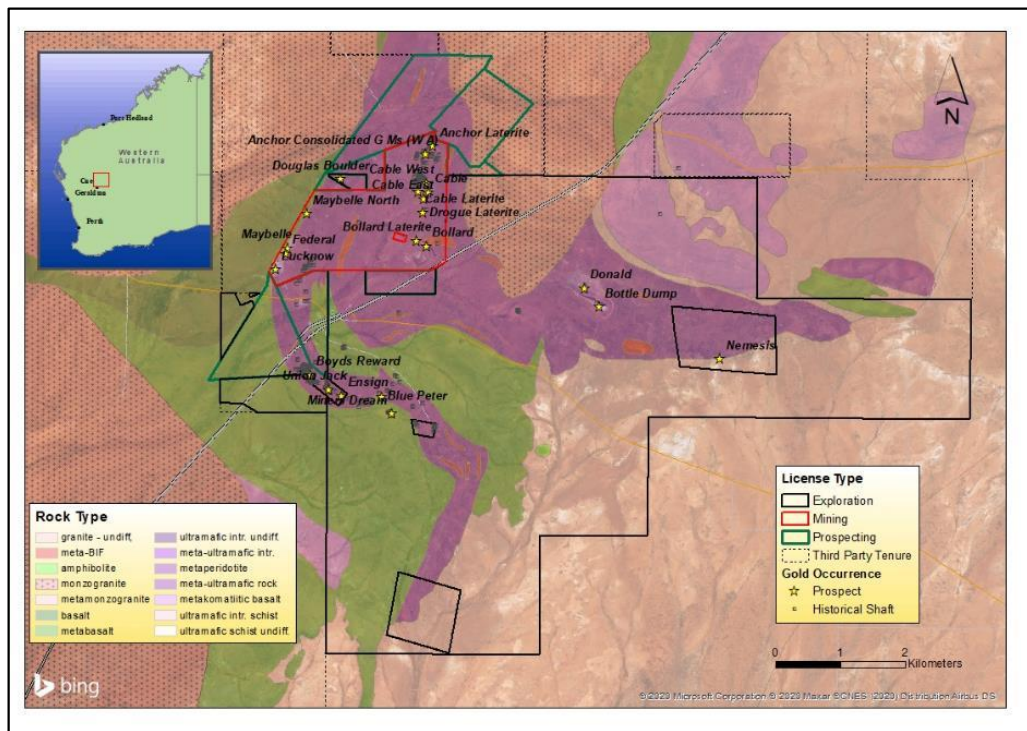 Port Hedland
Western
Australia
Cue
Geraldton
Perth
N
Anchor Consolidated G Ms (WA)
Anchor Laterite
Douglas Boulder
Cable West
Cable
Cable East
Maybelle North
Cable Laterite
Drogue Laterite
Maybelle
Federal
Bollard Laterite
Bollard
Lucknow
Donald
Bottle Dump
Nemesis
Boyds Reward
Union Jack
Ensign
Miners Dream
Blue Peter
License Type
Exploration
Mining
Prospecting
Third Party Tenure
Gold Occurrence
Prospect
Historical Shaft
Rock Type
granite - undiff,
meta-BIF
amphibolite
monzogranite
metamonzogranite
basalt
metabasalt
ultramafic intr. undiff.
meta-ultramafic intr.
metaperidotite
meta-ultramafic rock
metakomatiitic basalt
ultramafic intr. schist
ultramafic schist undiff.
0 1 2
Kilometers
bing
© 2020 Microsoft Corporation © 2020 Maxar ©CNES (2020) Distribution Airbus DS